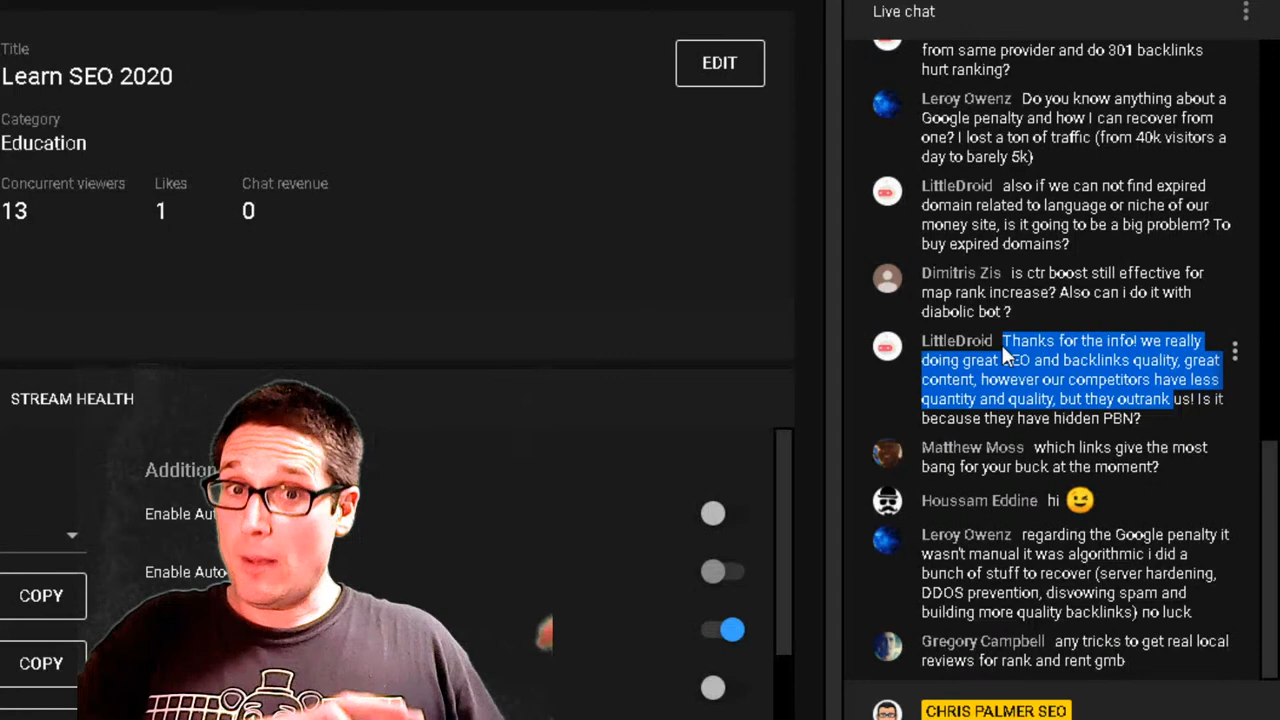 Title
Learn SEO 2020
EDIT
Category
Education
Concurrent viewers
Likes
Chat revenue
13
1
0
STREAM HEALTH
Enable
Enable
COPY
COPY
Live chat
from same provider and do 301 backlinks
hurt ranking?
Leroy Owenz Do you know anything about a
Google penalty and how I can recover from
one? I lost a ton of traffic (from 40k visitors a
day to barely 5k)
LittleDroid also if we can not find expired
domain related to language or niche of our
money site, is it going to be a big problem? To
buy expired domains?
Dimitris Zis is ctr boost still effective for
map rank increase? Also can i do it with
diabolic bot ?
LittleDroid Thanks for the info! we really
doing great SEO and backlinks quality, great
content, however our competitors have less
quantity and quality, but they outrank us! Is it
because they have hidden PBN?
Matthew Moss which links give the most
bang for your buck at the moment?
Houssam Eddine hi
Leroy Owenz regarding the Google penalty it
wasn't manual it was algorithmic i did a
bunch of stuff to recover (server hardening,
DDOS prevention, disvowing spam and
building more quality backlinks) no luck
Gregory Campbell any tricks to get real local
reviews for rank and rent gmb
CHRIS PALMER SEO